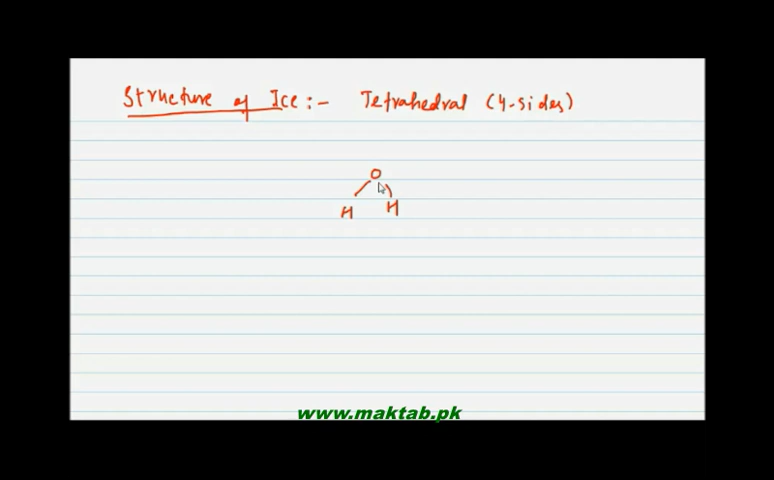 Structure of Ice :- Tetrahedral (4-sides)
O
H H
www.maktab.pk